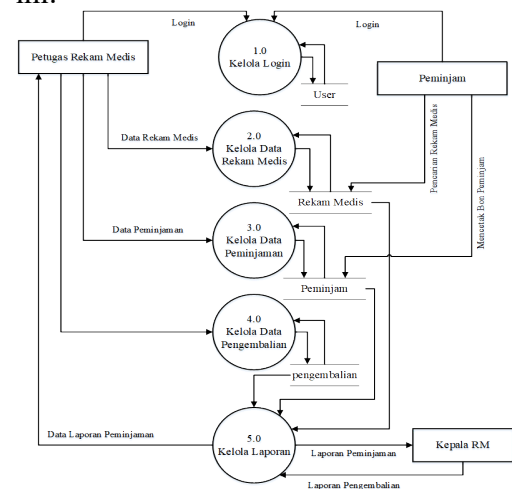 Login
Login
Petugas Rekam Medis
1.0
Kelola Login
Peminjam
User
Data Rekam Medis
2.0
Kelola Data
Rekam Medis
Pencarian Rekam Medis
Mencetak Bon Peminjam
Rekam Medis
Data Peminjaman
3.0
Kelola Data
Peminjaman
Peminjam
4.0
Kelola Data
Pengembalian
pengembalian
Data Laporan Peminjaman
5.0
Kelola Laporan
Laporan Peminjaman
Kepala RM
Laporan Pengembalian